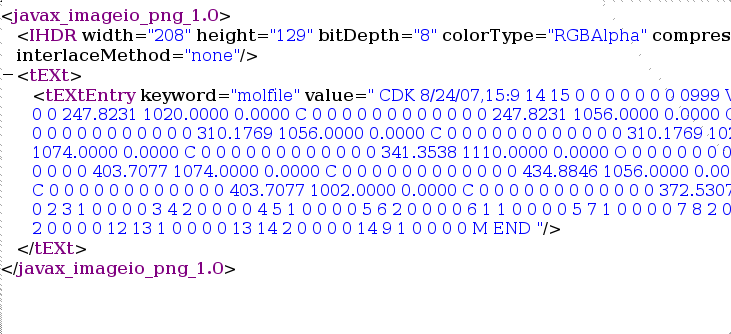 <javax_imageio_png_1.0>
<IHDR width="208" height="129" bitDepth="8" colorType="RGBAlpha" compres
interlaceMethod="none"/>
−<tEXt>
<tEXtEntry keyword="molfile" value=" CDK 8/24/07,15:9 14 15 0 0 0 0 0 0 0 0999 V
0 0 247.8231 1020.0000 0.0000 C 0 0 0 0 0 0 0 0 0 0 0 0 247.8231 1056.0000 0.0000 C
0 0 0 0 0 0 0 0 0 0 0 0 310.1769 1056.0000 0.0000 C 0 0 0 0 0 0 0 0 0 0 0 0 310.1769 102
1074.0000 0.0000 C 0 0 0 0 0 0 0 0 0 0 0 0 341.3538 1110.0000 0.0000 O 0 0 0 0 0 0 0 0
0 0 0 0 403.7077 1074.0000 0.0000 C 0 0 0 0 0 0 0 0 0 0 0 0 434.8846 1056.0000 0.00
C 0 0 0 0 0 0 0 0 0 0 0 0 403.7077 1002.0000 0.0000 C 0 0 0 0 0 0 0 0 0 0 0 0 372.5307
0 2 3 1 0 0 0 0 3 4 2 0 0 0 0 4 5 1 0 0 0 0 5 6 2 0 0 0 0 6 1 1 0 0 0 0 5 7 1 0 0 0 0 7 8 2 0
2 0 0 0 0 12 13 1 0 0 0 0 13 14 2 0 0 0 0 14 9 1 0 0 0 0 M END "/>
</tEXt>
</javax_imageio_png_1.0>